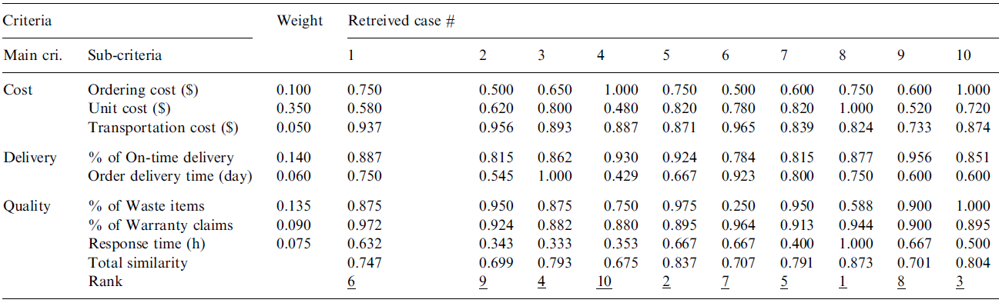 Criteria Weight Retreived case #
Main cri. Sub-criteria 1 2 3 4 5 6 7 8 9 10
Cost Ordering cost ($) 0.100 0.750 0.500 0.650 1.000 0.750 0.500 0.600 0.750 0.600 1.000
Unit cost ($) 0.350 0.580 0.620 0.800 0.480 0.820 0.780 0.820 1.000 0.520 0.720
Transportation cost ($) 0.050 0.937 0.956 0.893 0.887 0.871 0.965 0.839 0.824 0.733 0.874
Delivery % of On-time delivery 0.140 0.887 0.815 0.862 0.930 0.924 0.784 0.815 0.877 0.956 0.851
Order delivery time (day) 0.060 0.750 0.545 1.000 0.429 0.667 0.923 0.800 0.750 0.600 0.600
Quality % of Waste items 0.135 0.875 0.950 0.875 0.750 0.975 0.250 0.950 0.588 0.900 1.000
% of Warranty claims 0.090 0.972 0.924 0.882 0.880 0.895 0.964 0.913 0.944 0.900 0.895
Response time (h) 0.075 0.632 0.343 0.333 0.353 0.667 0.667 0.400 1.000 0.667 0.500
Total similarity 0.747 0.699 0.793 0.675 0.837 0.707 0.791 0.873 0.701 0.804
Rank 6 9 4 10 2 7 5 1 8 3